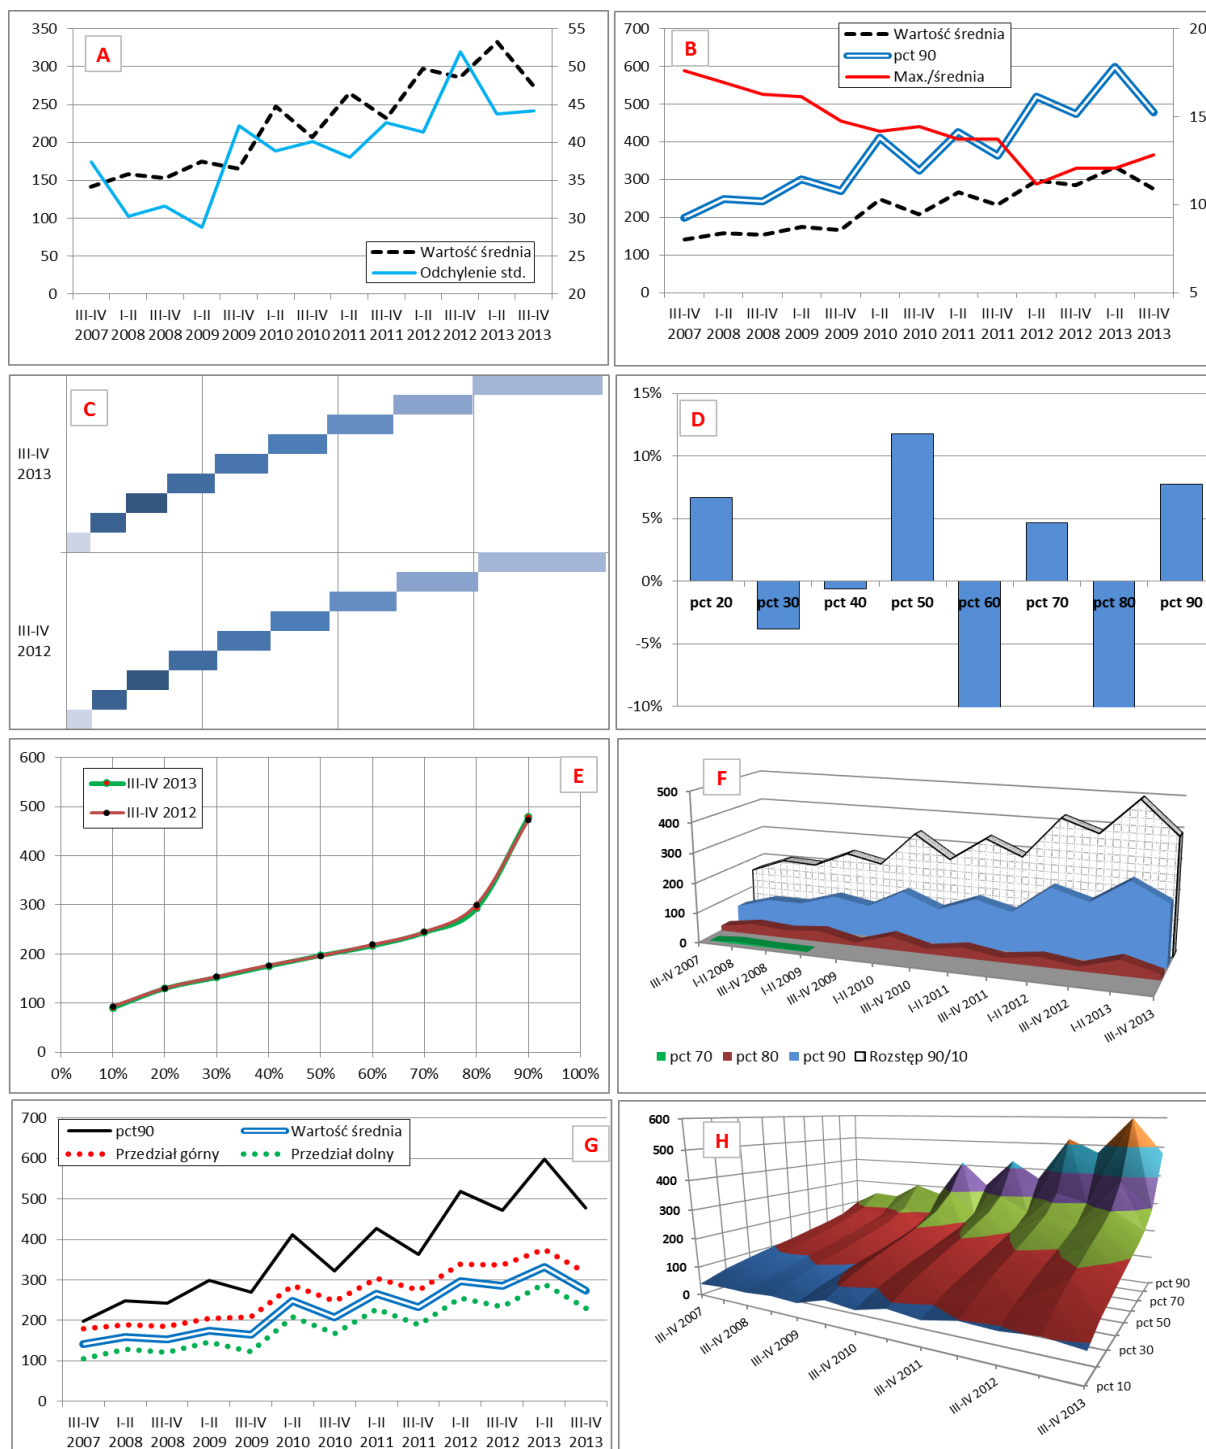 A
350
300
250
200
150
100
50
0
55
50
45
40
35
30
25
20
Wartość średnia
Odchylenie std.
III-IV I-II III-IV I-II III-IV I-II III-IV I-II III-IV I-II III-IV I-II III-IV
2007 2008 2008 2009 2009 2010 2010 2011 2011 2012 2012 2013 2013
B
700
600
500
400
300
200
100
0
20
15
10
5
Wartość średnia
pct 90
Max./średnia
III-IV I-II III-IV I-II III-IV I-II III-IV I-II III-IV I-II III-IV I-II III-IV
2007 2008 2008 2009 2009 2010 2010 2011 2011 2012 2012 2013 2013
C
III-IV
2013
III-IV
2012
D
15%
10%
5%
0%
-5%
-10%
pct 20 pct 30 pct 40 pct 50 pct 60 pct 70 pct 80 pct 90
E
600
500
400
300
200
100
0
III-IV 2013
III-IV 2012
0% 10% 20% 30% 40% 50% 60% 70% 80% 90% 100%
F
500
400
300
200
100
0
III-IV 2007
I-II 2008
III-IV 2008
I-II 2009
III-IV 2009
I-II 2010
III-IV 2010
I-II 2011
III-IV 2011
I-II 2012
III-IV 2012
I-II 2013
III-IV 2013
pct 70 pct 80 pct 90 Rozstęp 90/10
G
700
600
500
400
300
200
100
0
pct90 Wartość średnia
Przedział górny Przedział dolny
III-IV I-II III-IV I-II III-IV I-II III-IV I-II III-IV I-II III-IV I-II III-IV
2007 2008 2008 2009 2009 2010 2010 2011 2011 2012 2012 2013 2013
H
600
500
400
300
200
100
0
III-IV 2007
III-IV 2008
III-IV 2009
III-IV 2010
III-IV 2011
III-IV 2012
III-IV 2013
pct 90
pct 70
pct 50
pct 30
pct 10